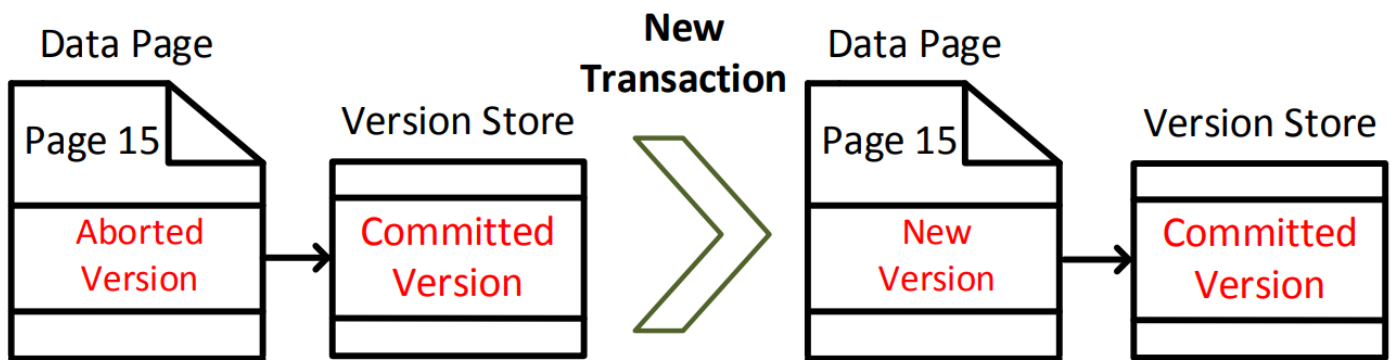 Data Page
Page 15
Aborted
Version
Version Store
Committed
Version
New
Transaction
Data Page
Page 15
New
Version
Version Store
Committed
Version